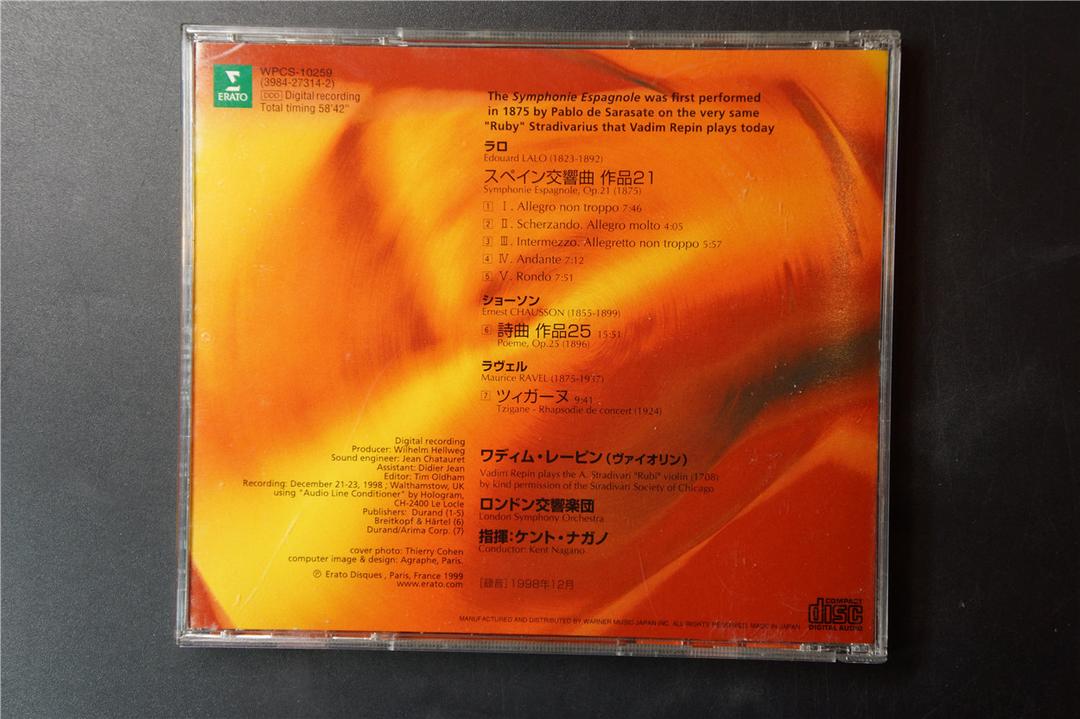 ERATO
WPCS-10259
(3984-27314-2)
DDD Digital recording
Total timing 58'42"
The Symphonie Espagnole was first performed
in 1875 by Pablo de Sarasate on the very same
"Ruby" Stradivarius that Vadim Repin plays today
ラロ
Edouard LALO (1823-1892)
スペイン交響曲 作品21
Symphonie Espagnole, Op.21 (1875)
1 Ⅰ. Allegro non troppo 7:46
2 Ⅱ. Scherzando. Allegro molto 4:05
3 Ⅲ. Intermezzo. Allegretto non troppo 5:57
4 Ⅳ. Andante 7:12
5 Ⅴ. Rondo 7:51
ショーソン
Ernest CHAUSSON (1855-1899)
6 詩曲 作品25 15:51
Poème, Op.25 (1896)
ラヴェル
Maurice RAVEL (1875-1937)
7 ツィガーヌ 9:41
Tzigane - Rhapsodie de concert (1924)
Digital recording
Producer: Wilhelm Hellweg
Sound engineer: Jean Chatauret
Assistant: Didier Jean
Editor: Tim Oldham
Recording: December 21-23, 1998 ; Walthamstow, UK
using "Audio Line Conditioner" by Hologram,
CH-2400 Le Locle
Publishers: Durand (1-5)
Breitkopf & Härtel (6)
Durand/Arima Corp. (7)
cover photo: Thierry Cohen
computer image & design: Agraphe, Paris.
℗ Erato Disques , Paris, France 1999
www.erato.com
ワディム・レーピン(ヴァイオリン)
Vadim Repin plays the A. Stradivari "Rubi" violin (1708)
by kind permission of the Siradivari Society of Chicago
ロンドン交響楽団
London Symphony Orchestra
指揮:ケント・ナガノ
Conductor: Kent Nagano
[録音] 1998年12月
MANUFACTURED AND DISTRIBUTED BY WARNER MUSIC JAPAN INC. ALL RIGHTS RESERVED. MADE IN JAPAN
COMPACT
disc
DIGITAL AUDIO